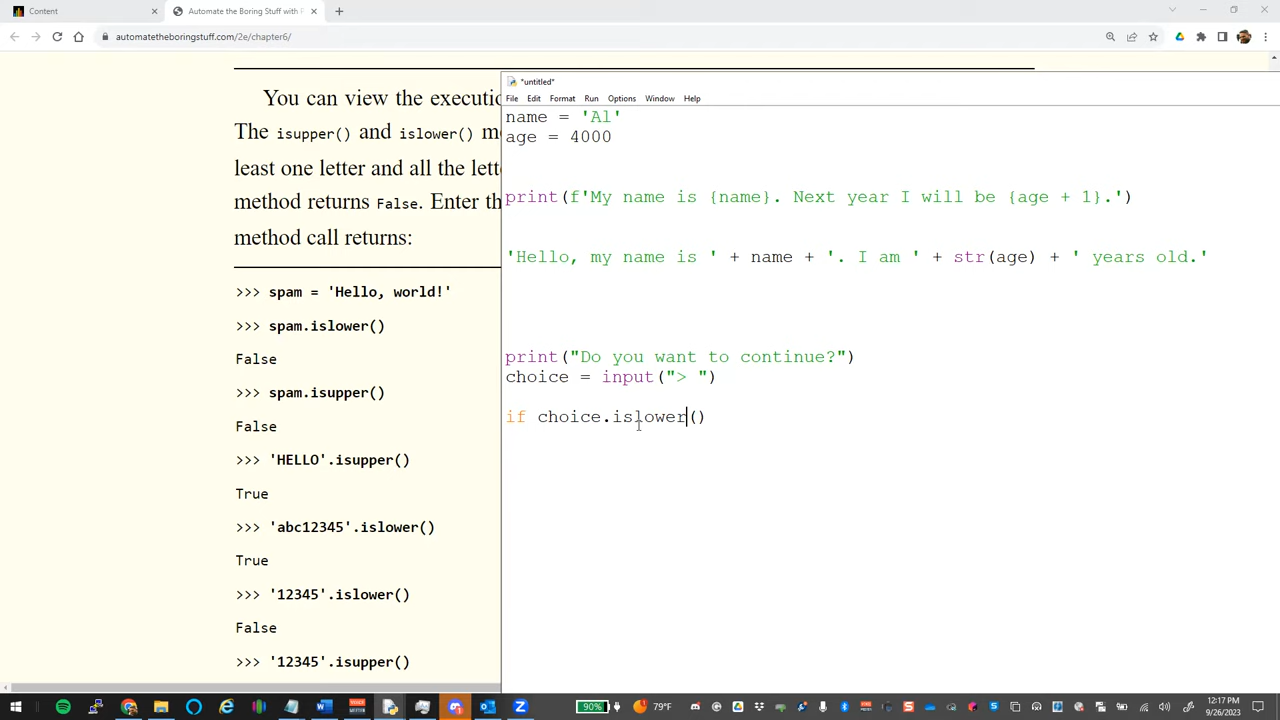 Content
Automate the Boring Stuff with
automatetheboringstuff.com/2e/chapter6/
You can view the executio
The isupper() and islower() m
least one letter and all the lett
method returns False. Enter th
method call returns:
>>> spam = 'Hello, world!'
>>> spam.islower()
False
>>> spam.isupper()
False
>>> 'HELLO'.isupper()
True
>>> 'abc12345'.islower()
True
>>> '12345'.islower()
False
>>> '12345'.isupper()
*untitled*
File Edit Format Run Options Window Help
name = 'Al'
age = 4000
print(f'My name is {name}. Next year I will be {age + 1}.')
'Hello, my name is ' + name + '. I am ' + str(age) + ' years old.'
print("Do you want to continue?")
choice = input("> ")
if choice.islower()
90%
79°F
12:17 PM
9/26/2023